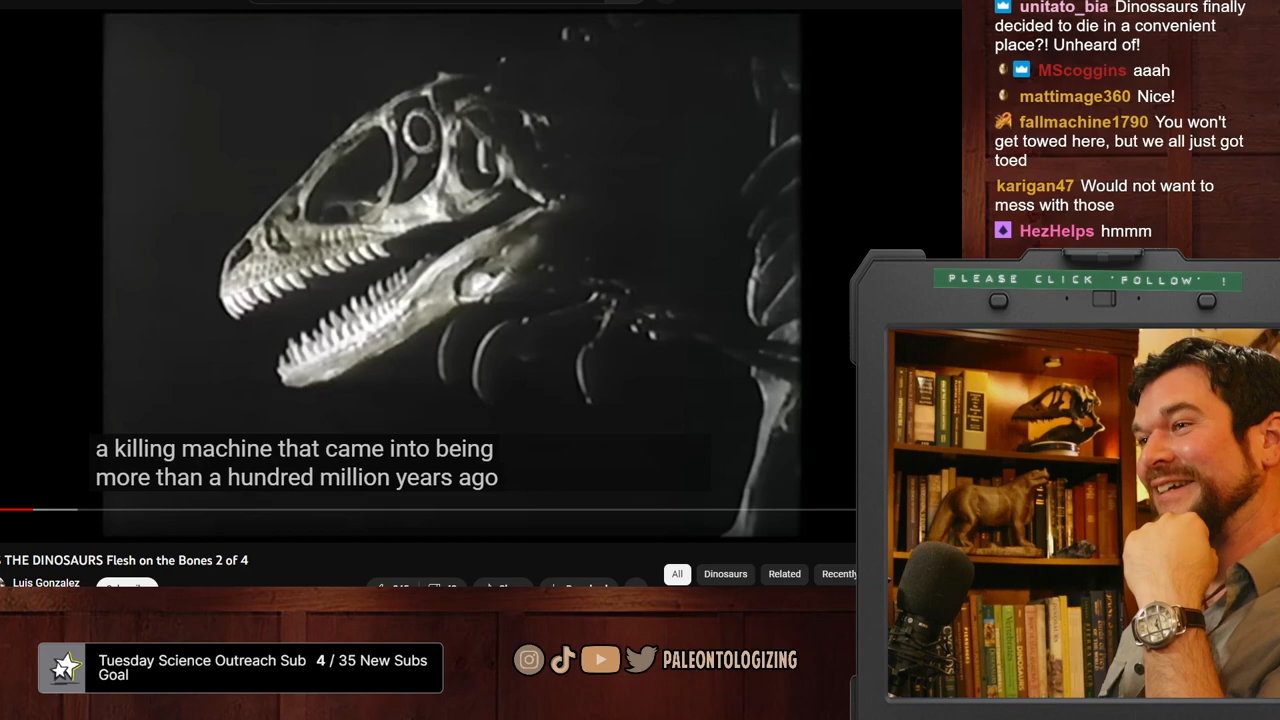 unitato_bia Dinossaurs finally
decided to die in a convenient
place?! Unheard of!
MScoggins aaah
mattimage360 Nice!
fallmachine1790 You won't
get towed here, but we all just got
toed
karigan47 Would not want to
mess with those
HezHelps hmmm
PLEASE CLICK 'FOLLOW' !
a killing machine that came into being
more than a hundred million years ago
THE DINOSAURS Flesh on the Bones 2 of 4
Luis Gonzalez
All Dinosaurs Related Recently
Tuesday Science Outreach Sub 4 / 35 New Subs
Goal
PALEONTOLOGIZING